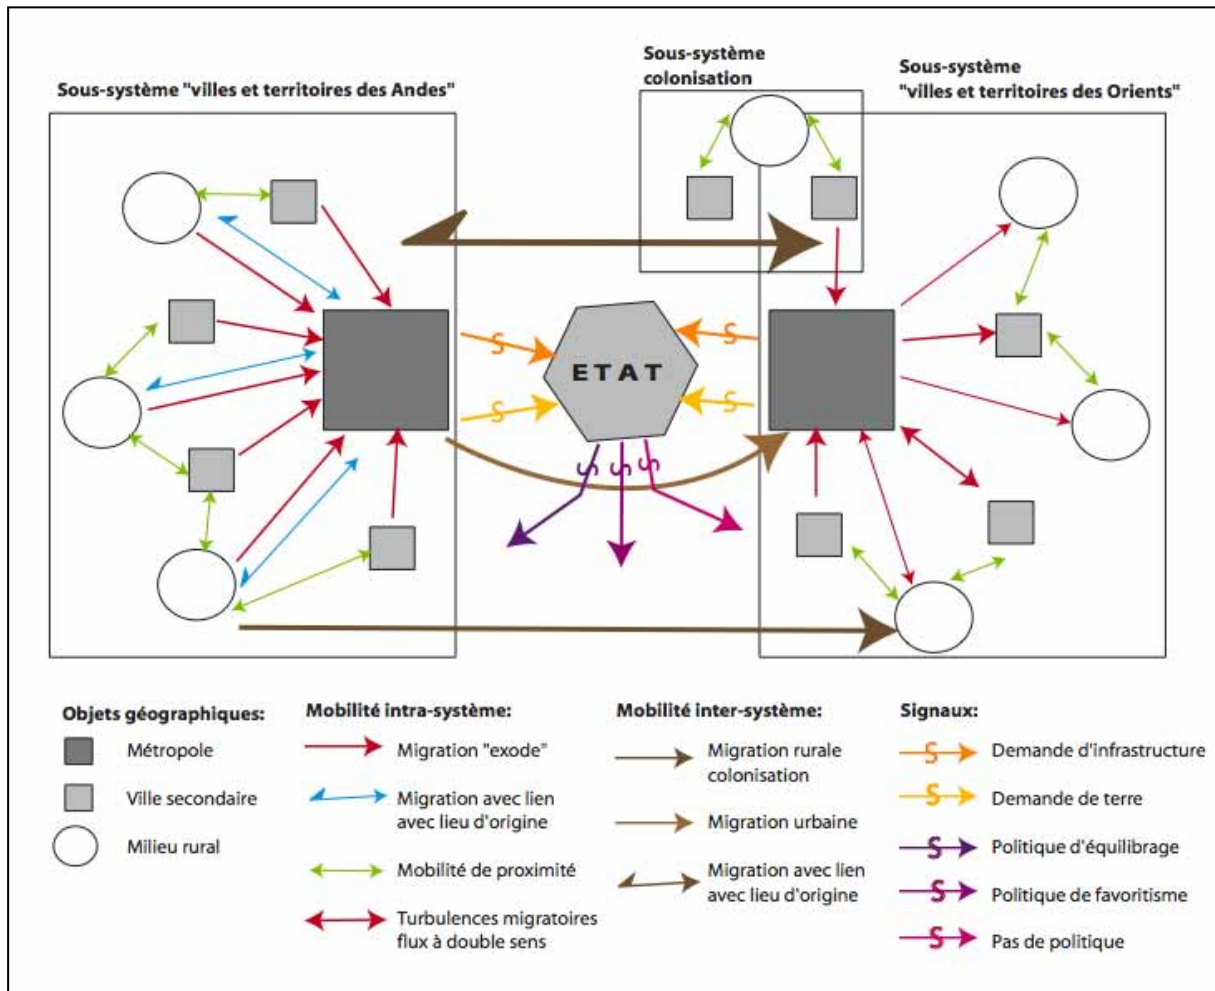 Sous-système
colonisation
Sous-système "villes et territoires des Andes"
Sous-système
"villes et territoires des Orients"
S
S
ETAT
S
S
S
S
S
Objets géographiques:
Métropole
Ville secondaire
Milieu rural
Mobilité intra-système:
Migration "exode"
Migration avec lien
avec lieu d'origine
Mobilité de proximité
Turbulences migratoires
flux à double sens
Mobilité inter-système:
Migration rurale
colonisation
Migration urbaine
Migration avec lien
avec lieu d'origine
Signaux:
S
Demande d'infrastructure
S
Demande de terre
S
Politique d'équilibrage
S
Politique de favoritisme
S
Pas de politique